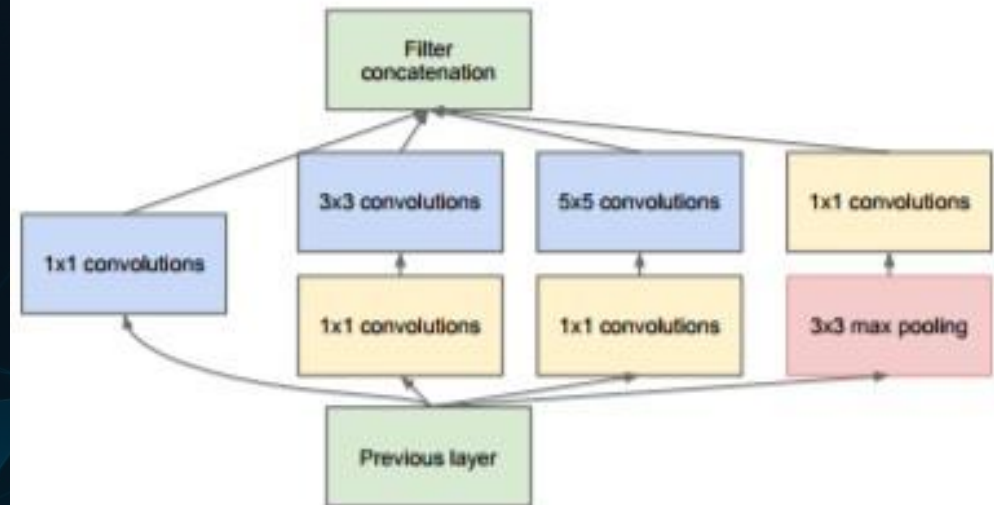 Filter
concatenation
3x3 convolutions
5x5 convolutions
1x1 convolutions
1x1 convolutions
1x1 convolutions
1x1 convolutions
3x3 max pooling
Previous layer